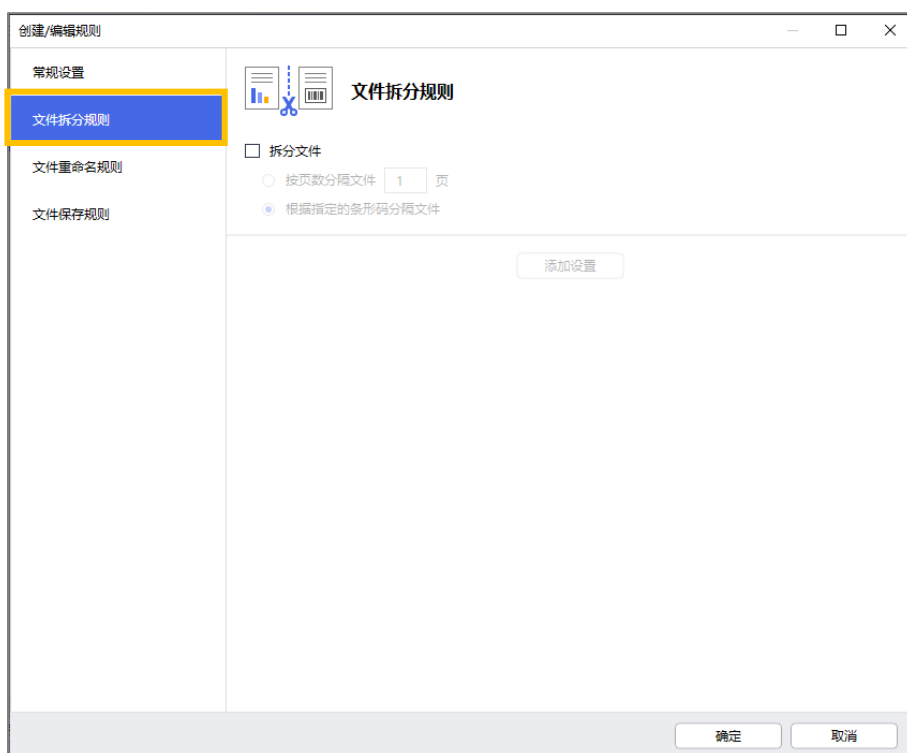 创建/编辑规则
常规设置
文件拆分规则
文件重命名规则
文件保存规则
文件拆分规则
拆分文件
按页数分隔文件 1 页
根据指定的条形码分隔文件
添加设置
确定 取消